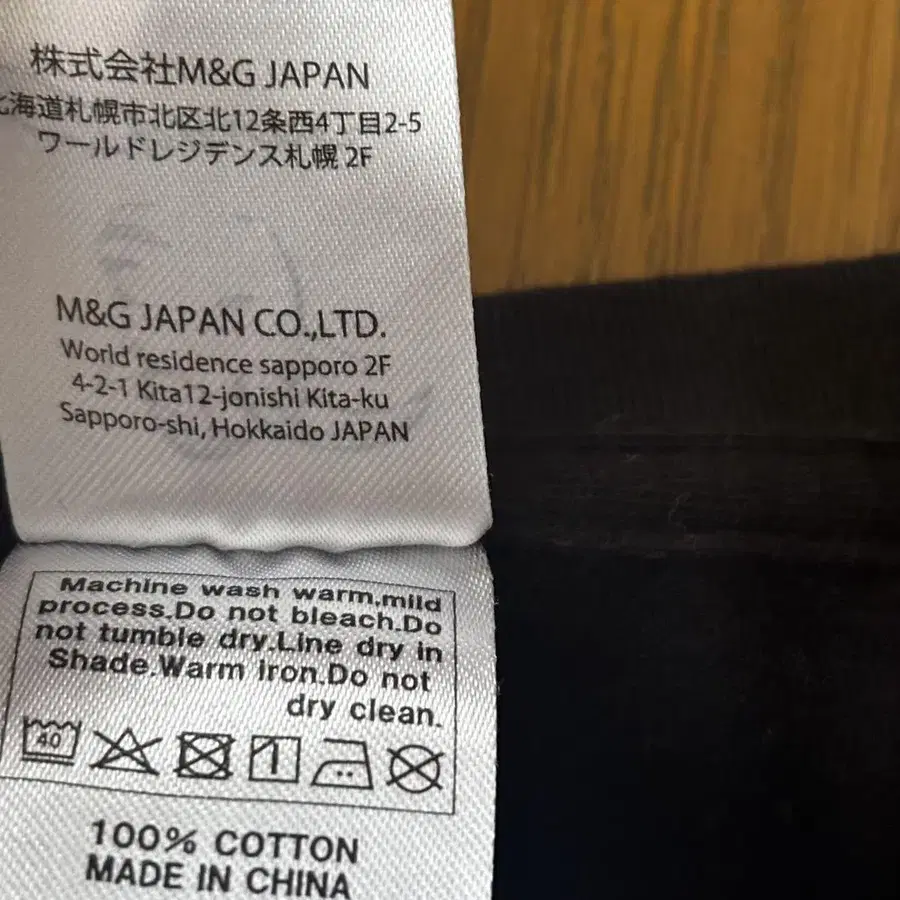 株式会社M&G JAPAN
北海道札幌市北区北12条西4丁目2-5
ワールドレジデンス札幌 2F
M&G JAPAN CO.,LTD.
World residence sapporo 2F
4-2-1 Kita12-jonishi Kita-ku
Sapporo-shi, Hokkaido JAPAN
Machine wash warm.mild
process.Do not bleach.Do
not tumble dry.Line dry in
Shade.Warm iron.Do not
dry clean.
40
100% COTTON
MADE IN CHINA